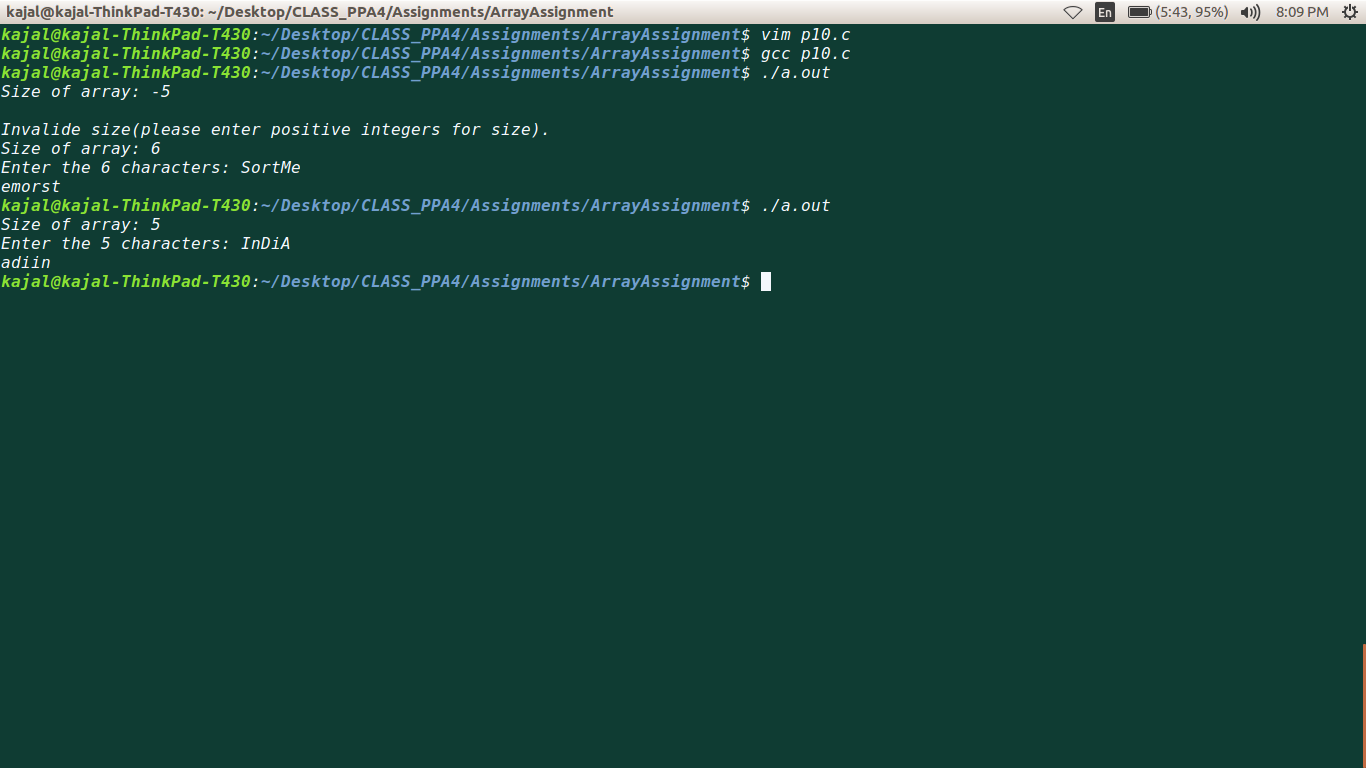 kajal@kajal-ThinkPad-T430: ~/Desktop/CLASS_PPA4/Assignments/ArrayAssignment En (5:43, 95%) 8:09 PM
kajal@kajal-ThinkPad-T430:~/Desktop/CLASS_PPA4/Assignments/ArrayAssignment$ vim p10.c
kajal@kajal-ThinkPad-T430:~/Desktop/CLASS_PPA4/Assignments/ArrayAssignment$ gcc p10.c
kajal@kajal-ThinkPad-T430:~/Desktop/CLASS_PPA4/Assignments/ArrayAssignment$ ./a.out
Size of array: -5
Invalide size(please enter positive integers for size).
Size of array: 6
Enter the 6 characters: SortMe
emorst
kajal@kajal-ThinkPad-T430:~/Desktop/CLASS_PPA4/Assignments/ArrayAssignment$ ./a.out
Size of array: 5
Enter the 5 characters: InDiA
adiin
kajal@kajal-ThinkPad-T430:~/Desktop/CLASS_PPA4/Assignments/ArrayAssignment$